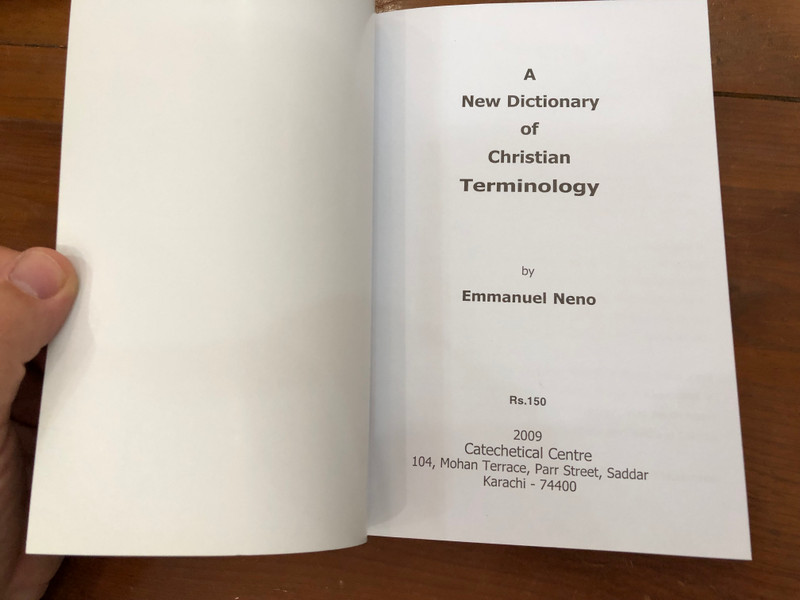 A
New Dictionary
of
Christian
Terminology
by
Emmanuel Neno
Rs.150
2009
Catechetical Centre
104, Mohan Terrace, Parr Street, Saddar
Karachi - 74400